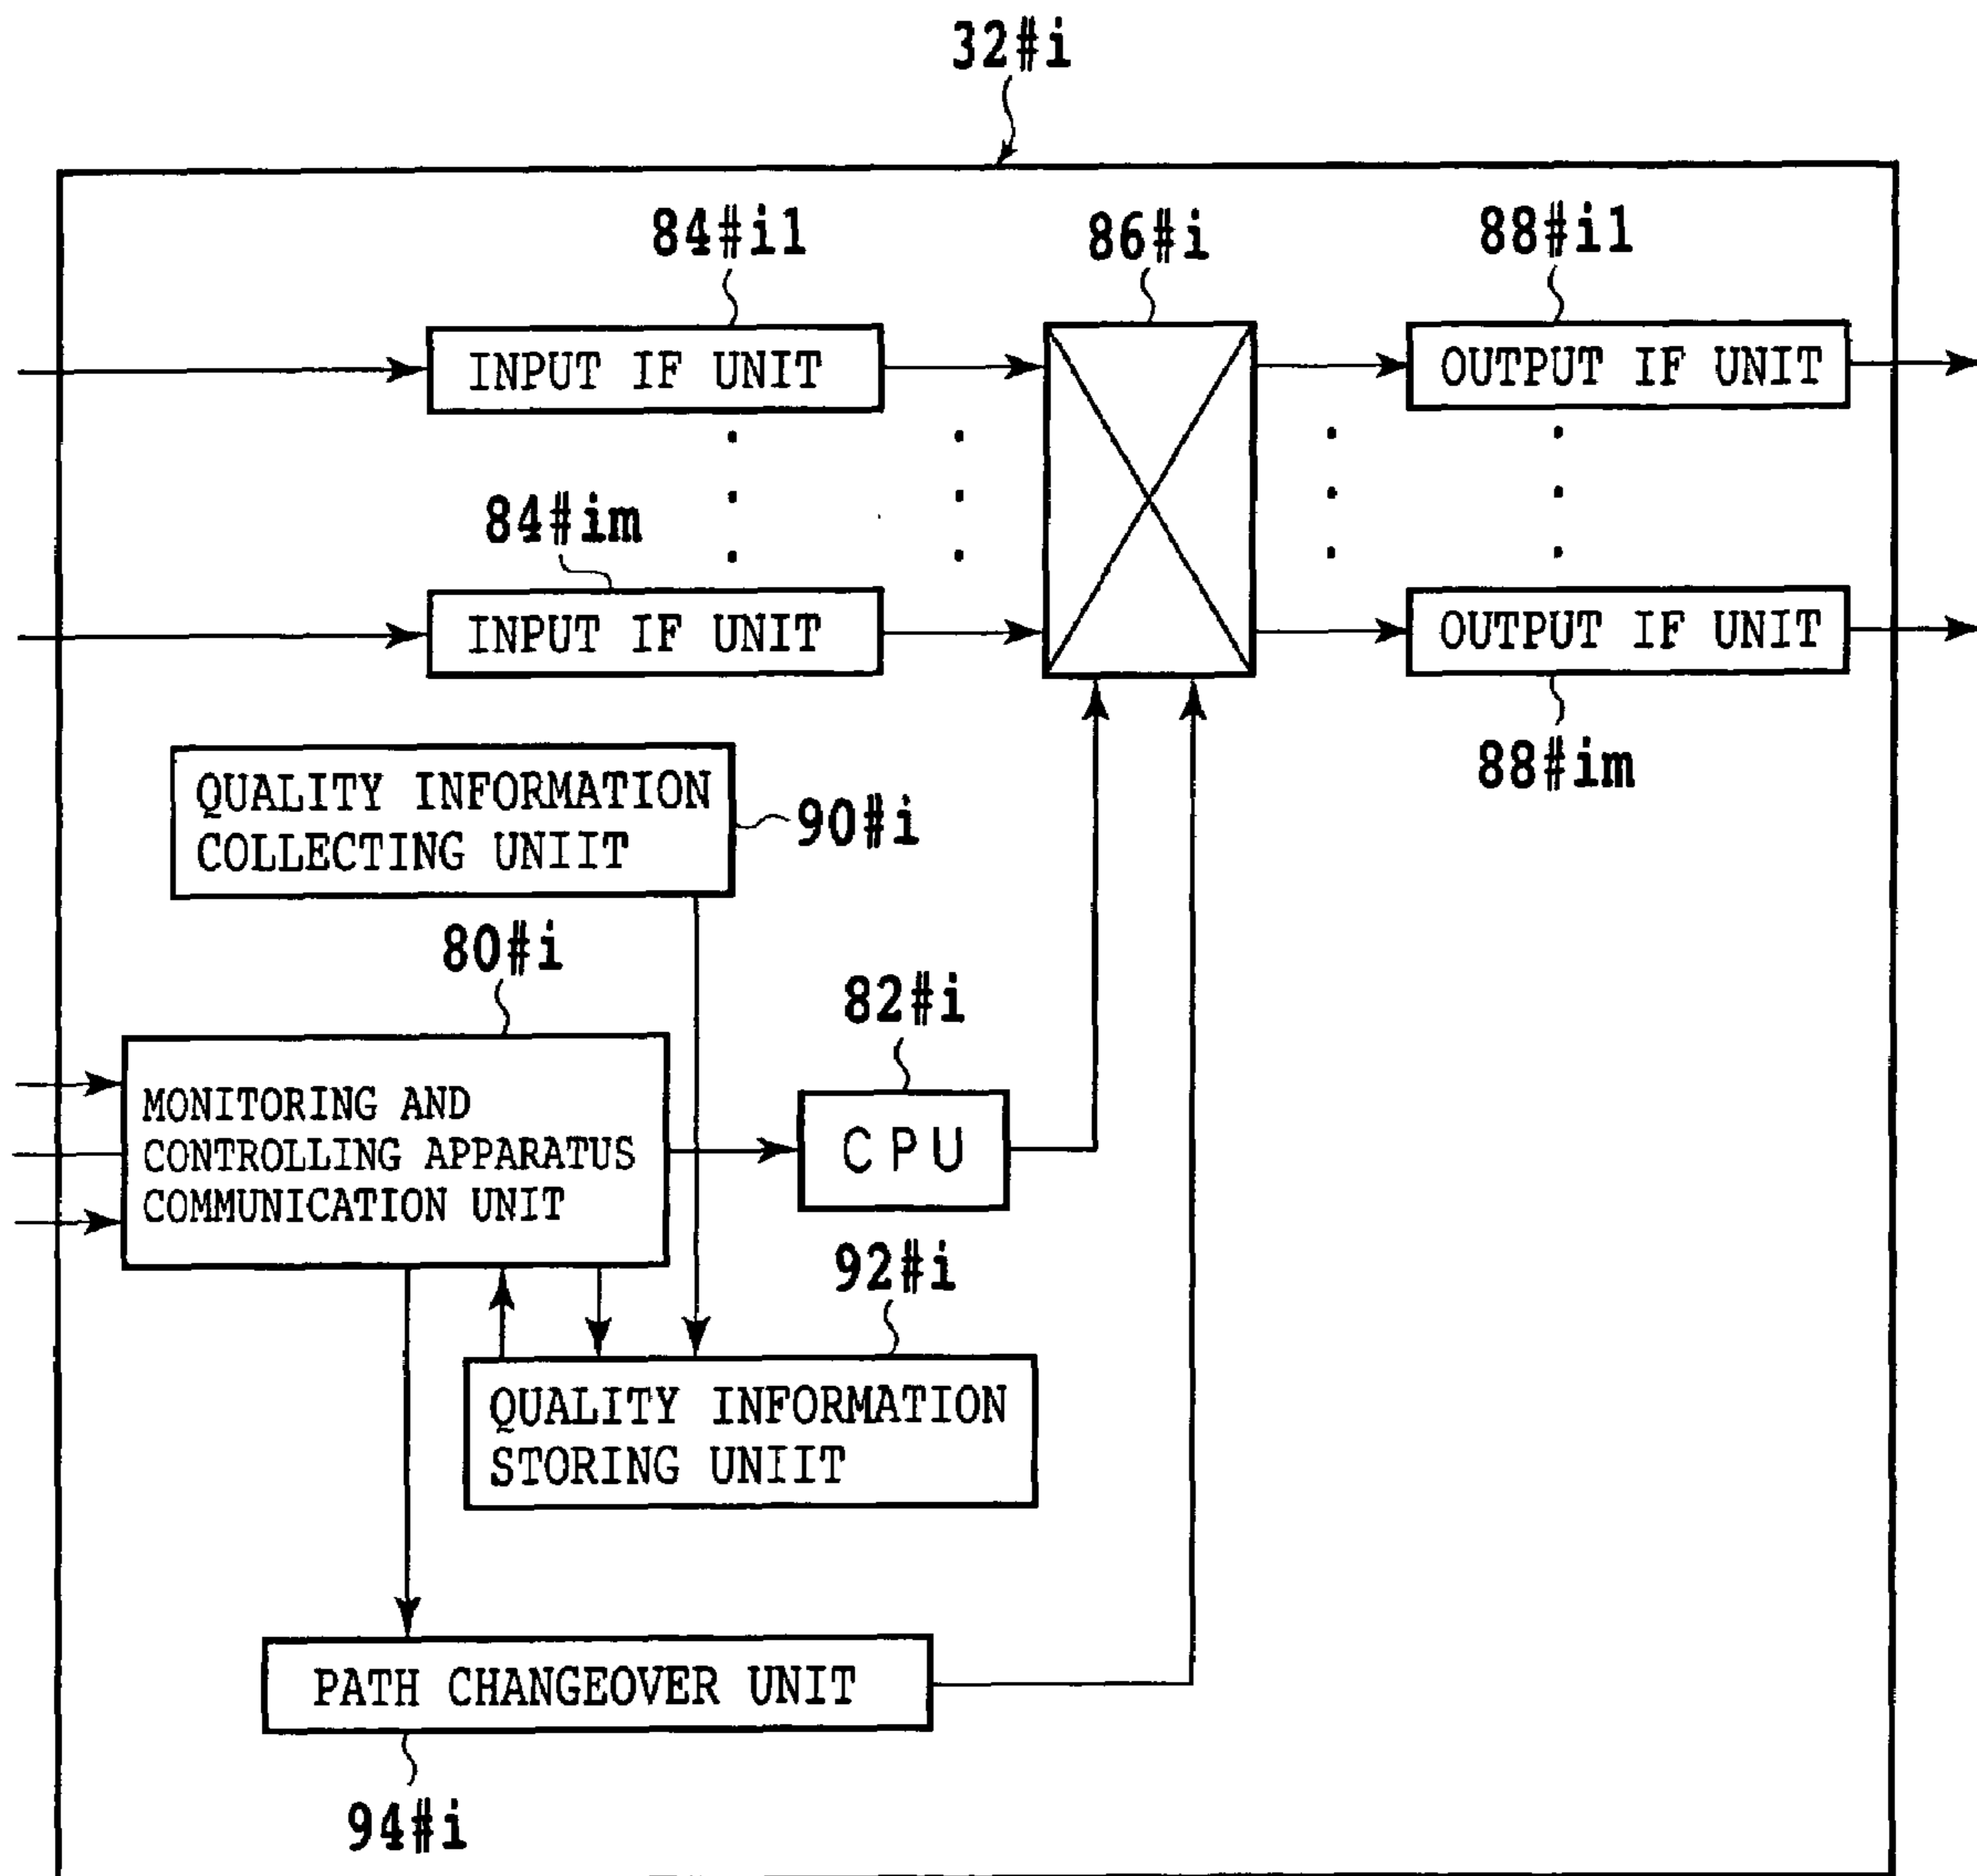 32#i
84#i1
86#i
88#i1
INPUT IF UNIT
OUTPUT IF UNIT
84#im
INPUT IF UNIT
OUTPUT IF UNIT
88#im
QUALITY INFORMATION
COLLECTING UNIIT
90#i
80#i
82#i
MONITORING AND
CONTROLLING APPARATUS
COMMUNICATION UNIT
CPU
92#i
QUALITY INFORMATION
STORING UNIIT
PATH CHANGEOVER UNIT
94#i